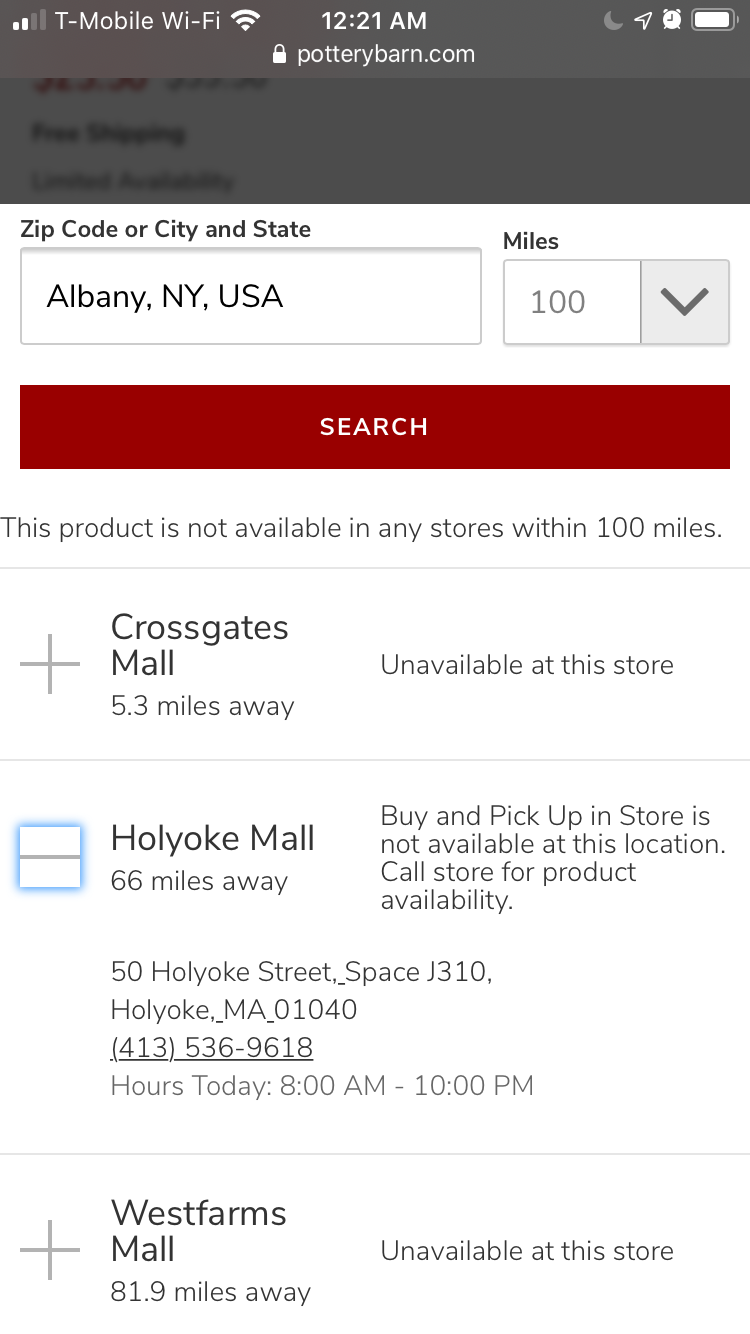 T-Mobile Wi-Fi 12:21 AM
potterybarn.com
Free Shipping
Limited Availability
Zip Code or City and State
Miles
Albany, NY, USA
100
SEARCH
This product is not available in any stores within 100 miles.
Crossgates
Mall
5.3 miles away
Unavailable at this store
Holyoke Mall
66 miles away
Buy and Pick Up in Store is
not available at this location.
Call store for product
availability.
50 Holyoke Street, Space J310,
Holyoke, MA 01040
(413) 536-9618
Hours Today: 8:00 AM - 10:00 PM
Westfarms
Mall
81.9 miles away
Unavailable at this store